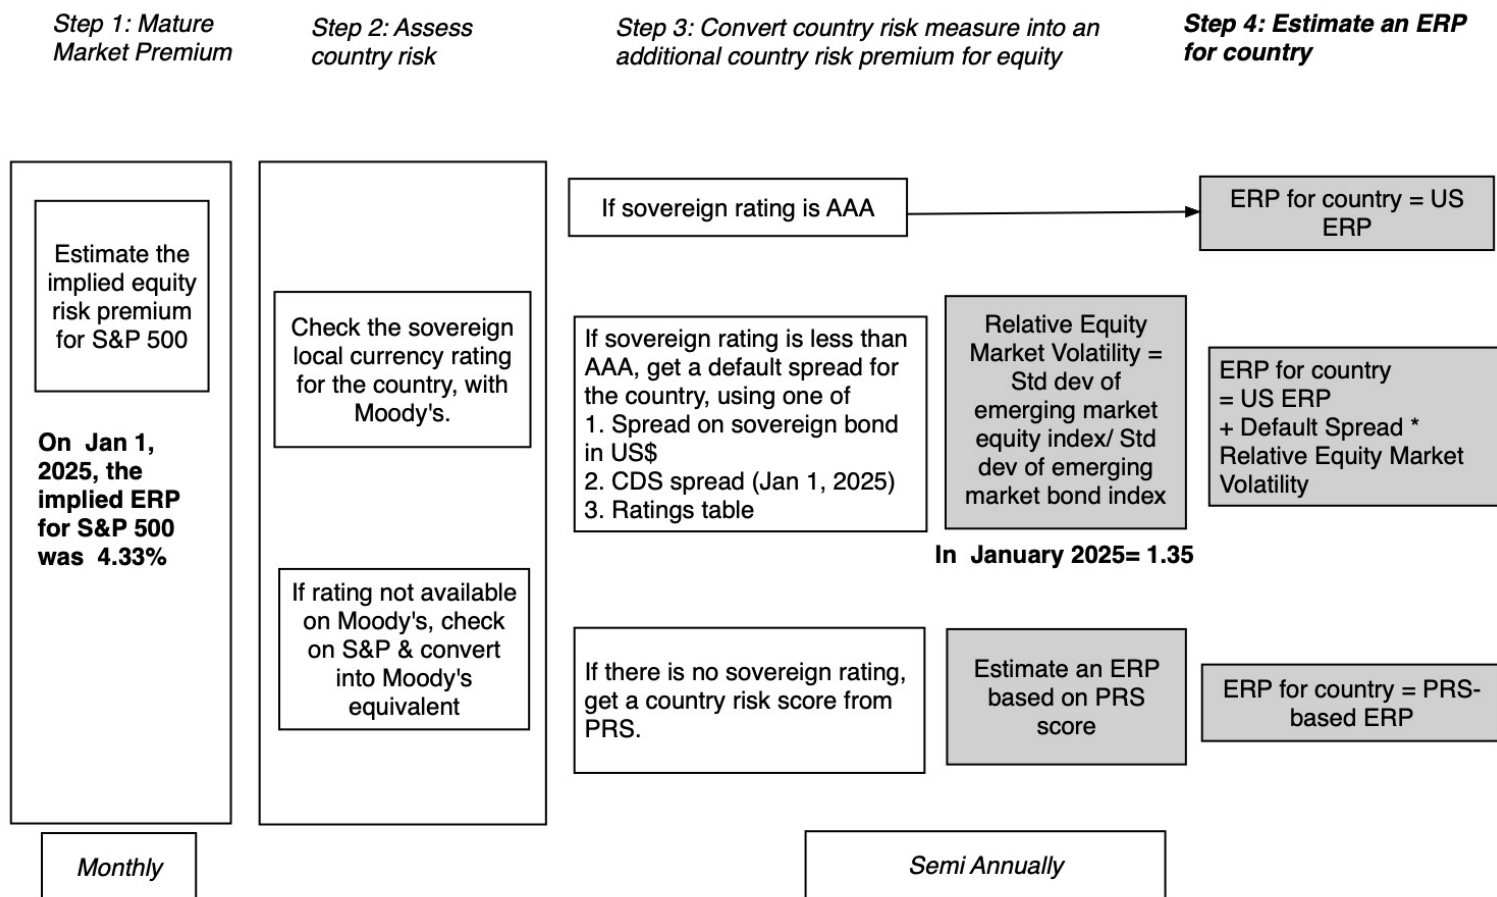 Step 1: Mature
Market Premium
Step 2: Assess
country risk
Step 3: Convert country risk measure into an
additional country risk premium for equity
Step 4: Estimate an ERP
for country
Estimate the
implied equity
risk premium
for S&P 500
On  Jan 1,
2025, the
implied ERP
for S&P 500
was  4.33%
Check the sovereign
local currency rating
for the country, with
Moody's.
If rating not available
on Moody's, check
on S&P & convert
into Moody's
equivalent
If sovereign rating is AAA
ERP for country = US
ERP
If sovereign rating is less than
AAA, get a default spread for
the country, using one of
1. Spread on sovereign bond
in US$
2. CDS spread (Jan 1, 2025)
3. Ratings table
Relative Equity
Market Volatility =
Std dev of
emerging market
equity index/ Std
dev of emerging
market bond index
In  January 2025= 1.35
ERP for country
= US ERP
+ Default Spread *
Relative Equity Market
Volatility
If there is no sovereign rating,
get a country risk score from
PRS.
Estimate an ERP
based on PRS
score
ERP for country = PRS-
based ERP
Monthly
Semi Annually